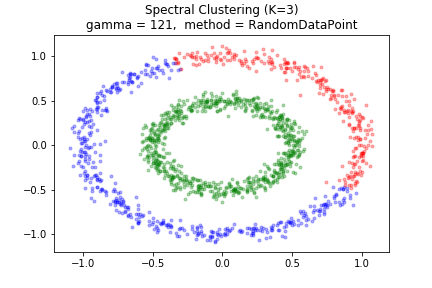 Spectral Clustering (K=3)
gamma = 121,  method = RandomDataPoint
1.0
0.5
0.0
−0.5
−1.0
−1.0 −0.5 0.0 0.5 1.0